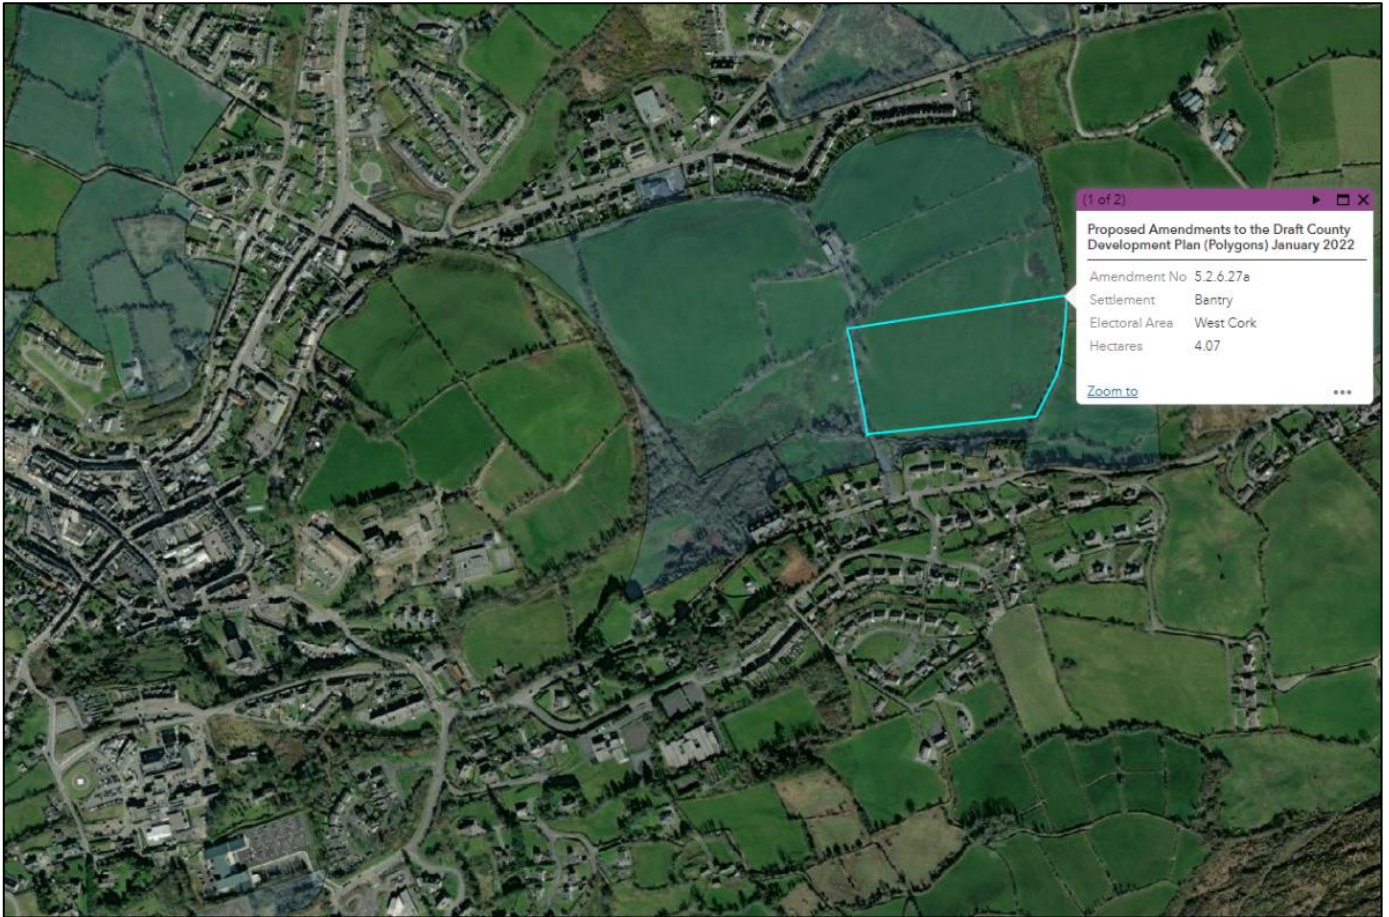 (1 of 2)
Proposed Amendments to the Draft County
Development Plan (Polygons) January 2022
Amendment No 5.2.6.27a
Settlement Bantry
Electoral Area West Cork
Hectares 4.07
Zoom to